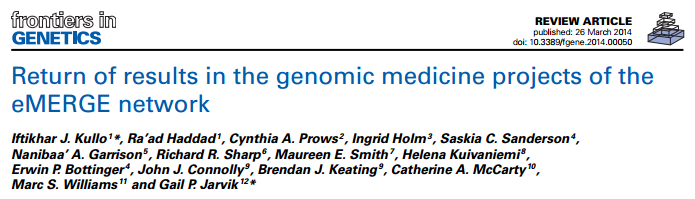 frontiers in
GENETICS
REVIEW ARTICLE
published: 26 March 2014
doi: 10.3389/fgene.2014.00050
Return of results in the genomic medicine projects of the
eMERGE network
Iftikhar J. Kullo1*, Ra'ad Haddad1, Cynthia A. Prows2, Ingrid Holm3, Saskia C. Sanderson4,
Nanibaa' A. Garrison5, Richard R. Sharp6, Maureen E. Smith7, Helena Kuivaniemi8,
Erwin P. Bottinger4, John J. Connolly9, Brendan J. Keating9, Catherine A. McCarty10,
Marc S. Williams11 and Gail P. Jarvik12*